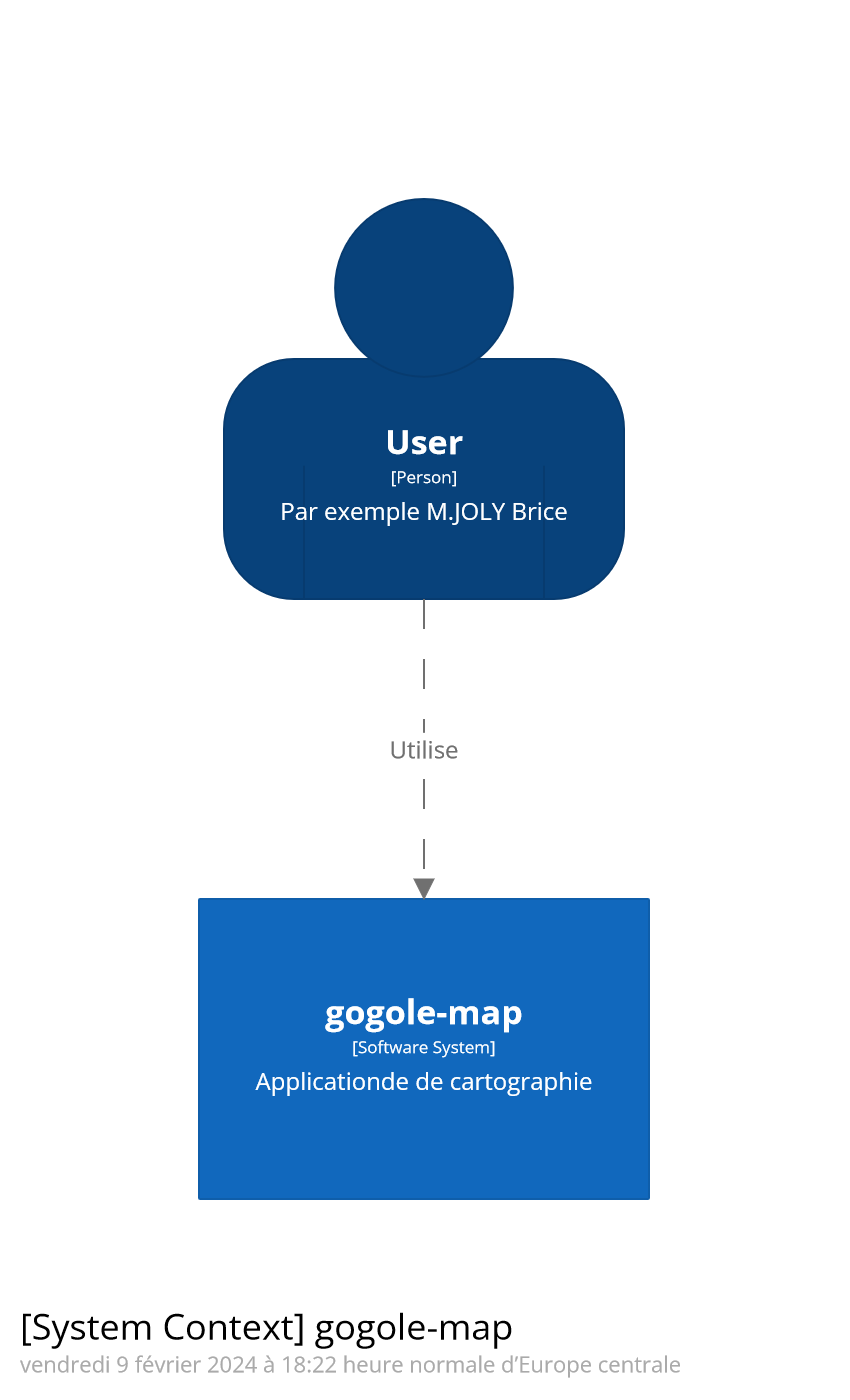 User
[Person]
Par exemple M.JOLY Brice
Utilise
gogole-map
[Software System]
Applicationde de cartographie
[System Context] gogole-map
vendredi 9 février 2024 à 18:22 heure normale d’Europe centrale